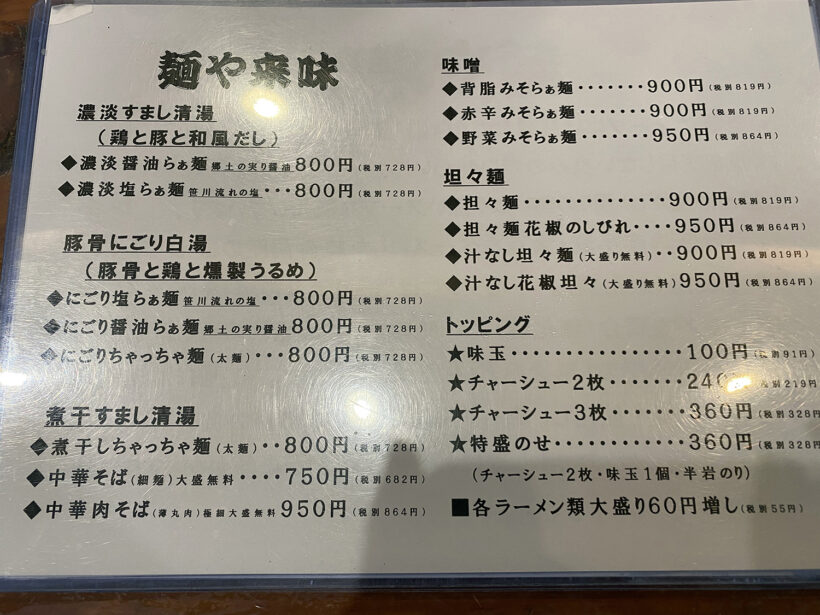 麺や来味
濃淡すまし清湯
（鶏と豚と和風だし）
◆濃淡醤油らぁ麺 郷土の実り醤油 800円(税別728円)
◆濃淡塩らぁ麺 笹川流れの塩・・・800円(税別728円)
豚骨にごり白湯
（豚骨と鶏と燻製うるめ）
◆にごり塩らぁ麺 笹川流れの塩・・・800円(税別728円)
◆にごり醤油らぁ麺 郷土の実り醤油 800円(税別728円)
◆にごりちゃっちゃ麺（太麺）・・・800円(税別728円)
煮干すまし清湯
◆煮干しちゃっちゃ麺（太麺）・・800円(税別728円)
◆中華そば(細麺)大盛無料・・・・750円(税別682円)
◆中華肉そば(薄丸肉)極細大盛無料 950円(税別864円)
味噌
◆背脂みそらぁ麺・・・・・・・900円(税別819円)
◆赤辛みそらぁ麺・・・・・・・900円(税別819円)
◆野菜みそらぁ麺・・・・・・・950円(税別864円)
坦々麺
◆担々麺・・・・・・・・・・・・・・900円(税別819円)
◆担々麺花椒のしびれ・・・・950円(税別864円)
◆汁なし坦々麺(大盛り無料)・・900円(税別819円)
◆汁なし花椒坦々(大盛り無料)950円(税別864円)
トッピング
★味玉・・・・・・・・・・・・・・・・・100円(税別91円)
★チャーシュー2枚・・・・・・・240 税別219円)
★チャーシュー3枚・・・・・・・360円(税別328円
★特盛のせ・・・・・・・・・・・・360円(税別328円
（チャーシュー2枚・味玉1個・半岩のり）
■各ラーメン類大盛り60円増し(税別55円)